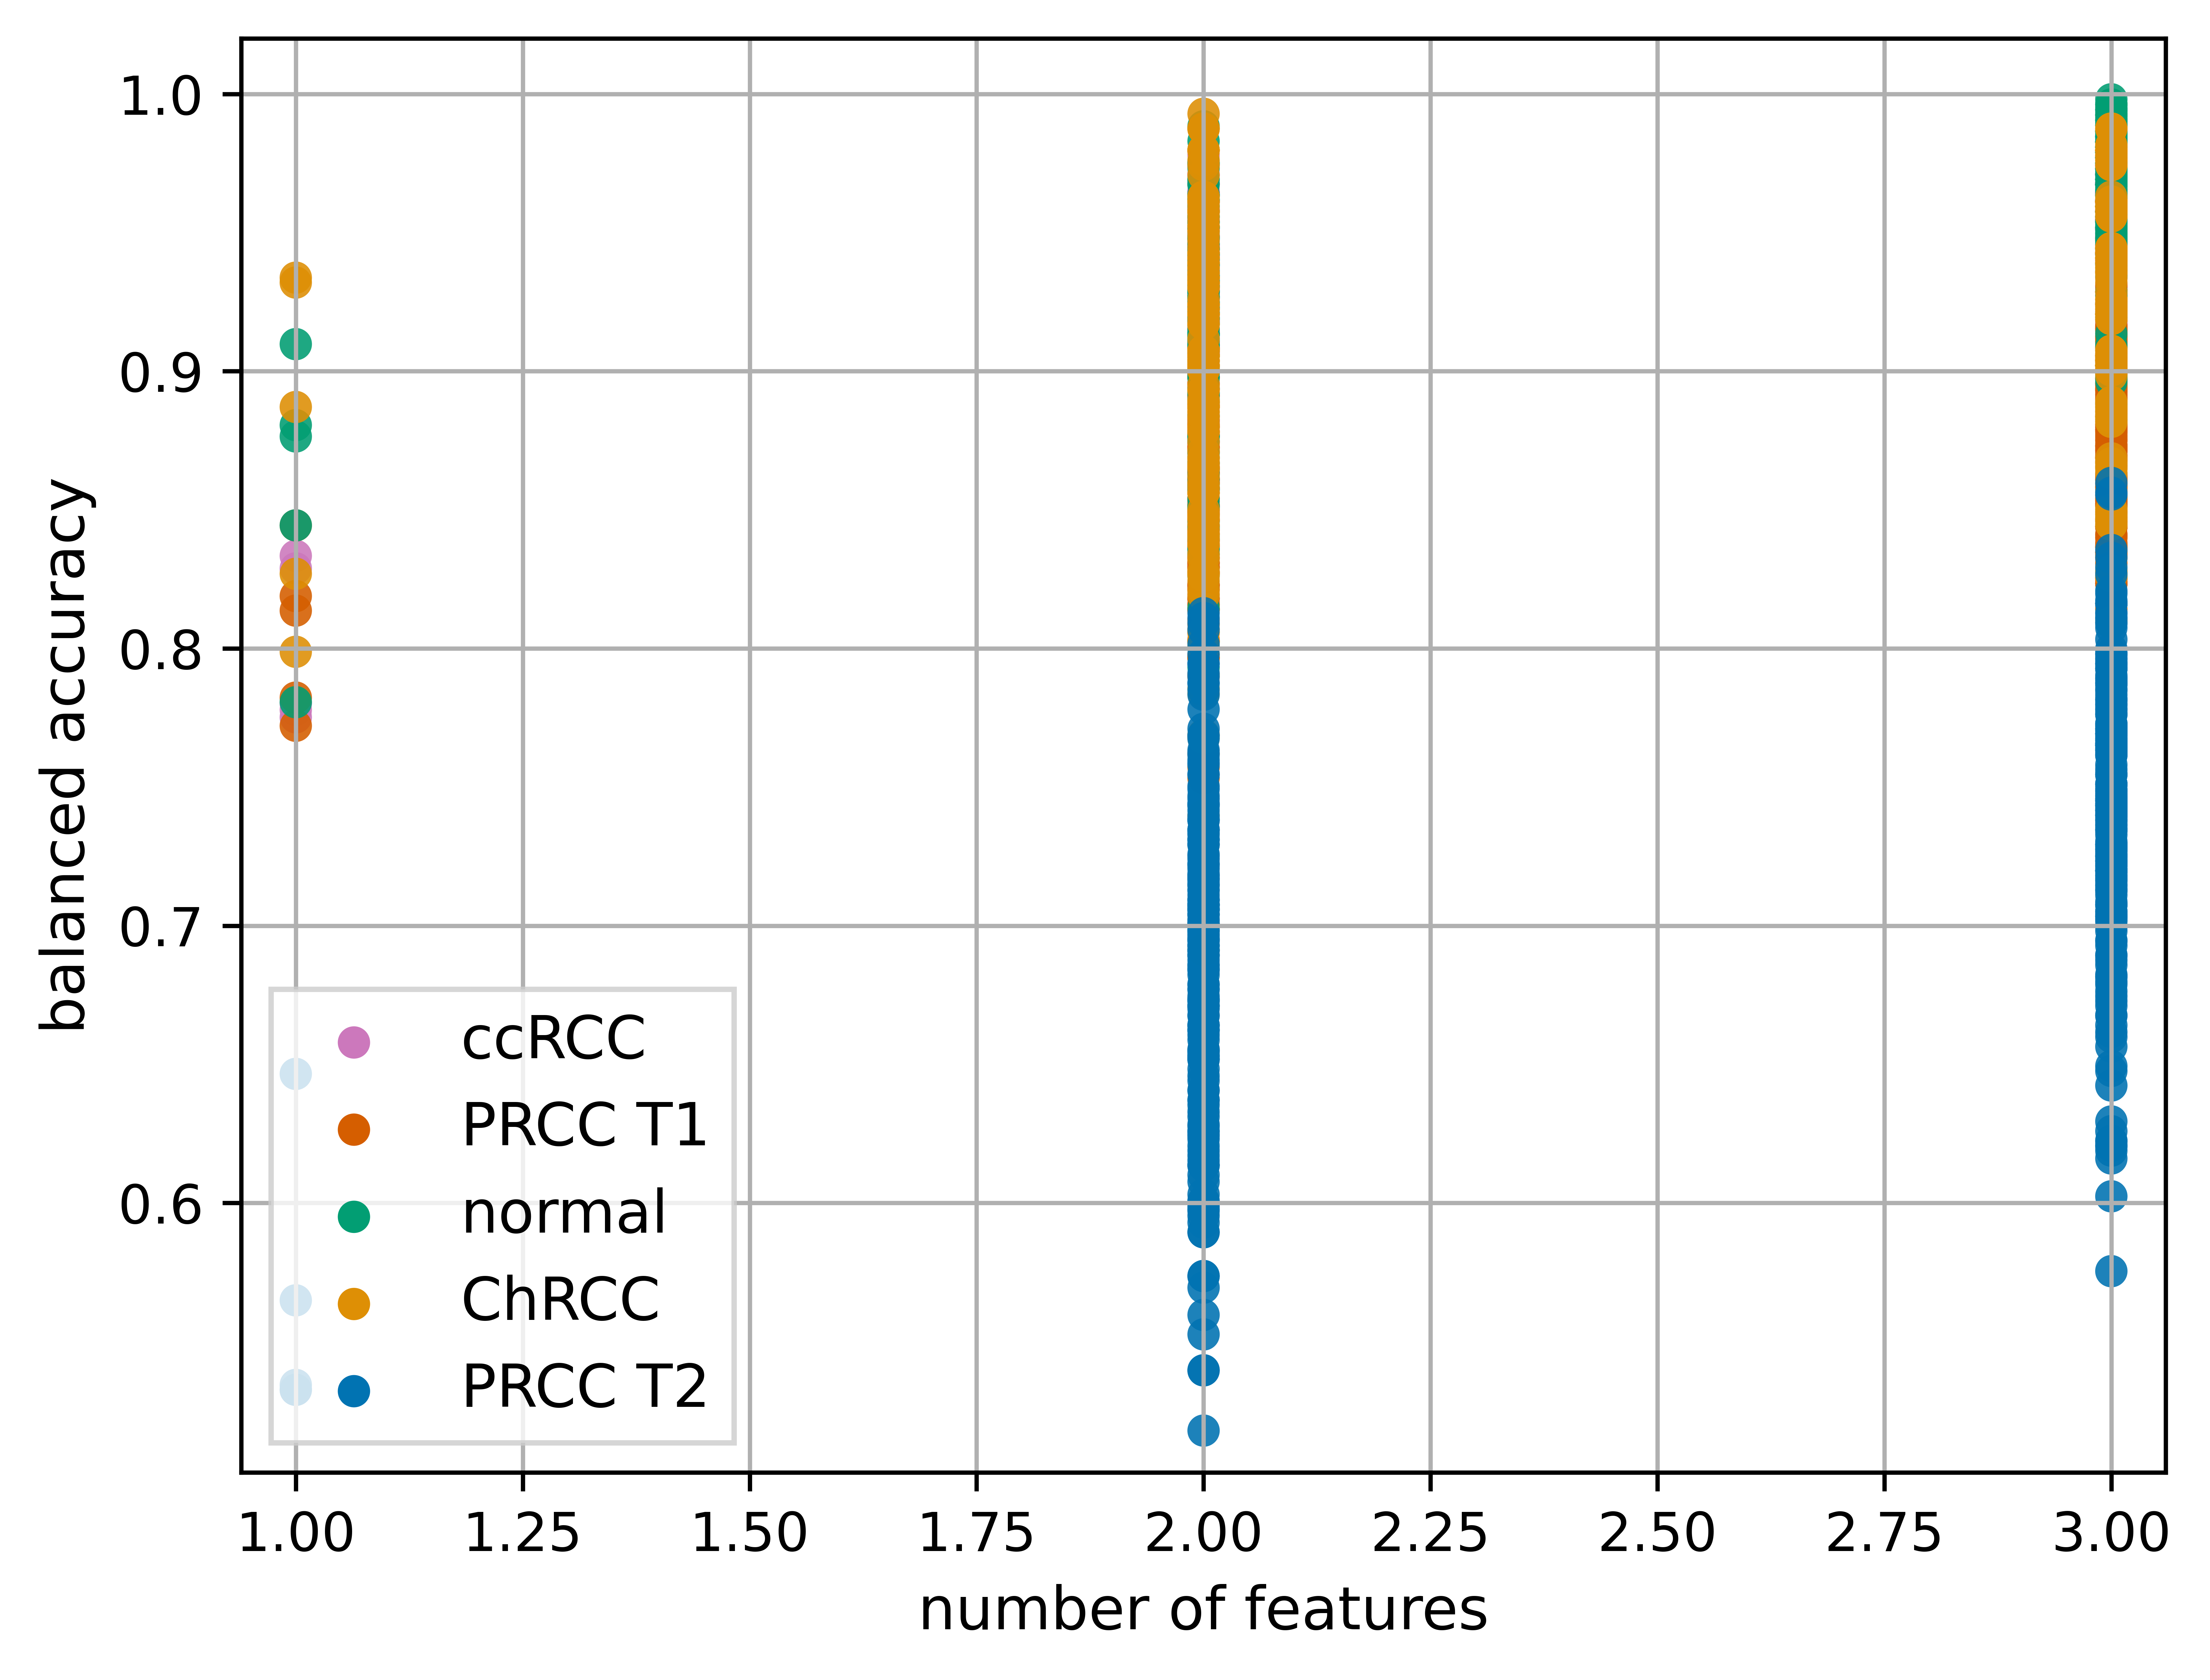 1.0
0.9
0.8
0.7
0.6
balanced accuracy
ccRCC
PRCC T1
normal
ChRCC
PRCC T2
1.00 1.25 1.50 1.75 2.00 2.25 2.50 2.75 3.00
number of features